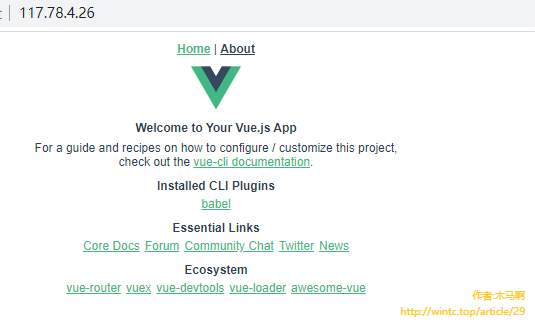 117.78.4.26
Home | About
Welcome to Your Vue.js App
For a guide and recipes on how to configure / customize this project,
check out the vue-cli documentation.
Installed CLI Plugins
babel
Essential Links
Core Docs Forum Community Chat Twitter News
Ecosystem
vue-router vuex vue-devtools vue-loader awesome-vue
作者:木马啊
http://wintc.top/article/29